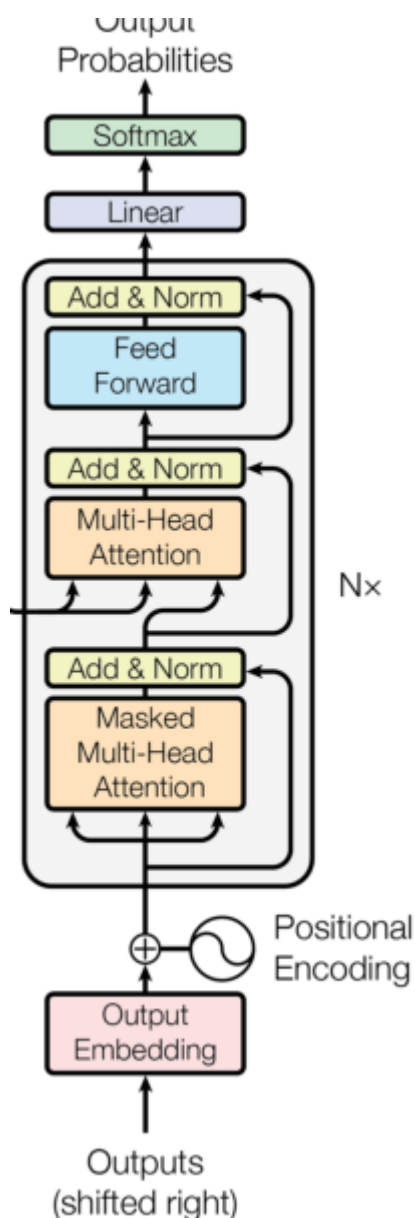 Output
Probabilities
Softmax
Linear
Add & Norm
Feed
Forward
Add & Norm
Multi-Head
Attention
N×
Add & Norm
Masked
Multi-Head
Attention
Positional
Encoding
Output
Embedding
Outputs
(shifted right)